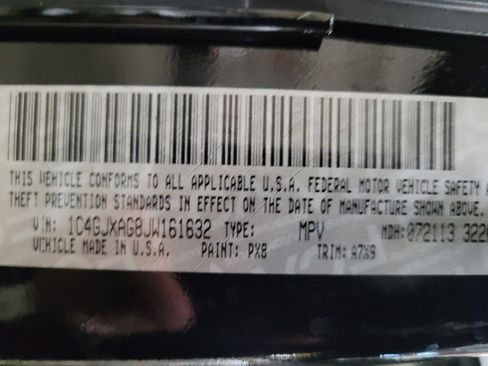 THIS VEHICLE CONFORMS TO ALL APPLICABLE U.S.A. FEDERAL MOTOR VEHICLE SAFETY A
THEFT PREVENTION STANDARDS IN EFFECT ON THE DATE OF MANUFACTURE SHOWN ABOVE.
VIN: 1C4GJXAG8JW161632 TYPE: MPV MDH: 072113 322
VEHICLE MADE IN U.S.A. PAINT: PX8 TRIM: A7X9